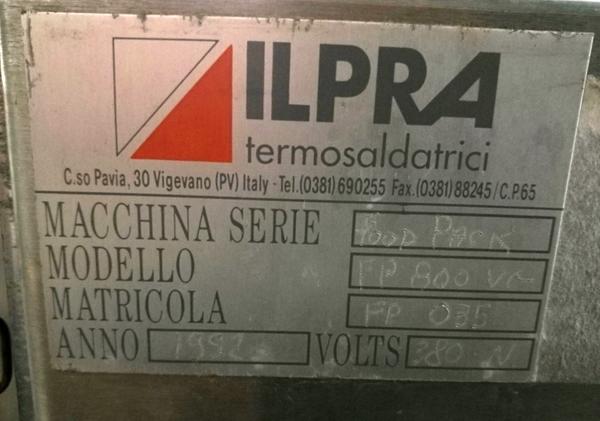 ILPRA
termosaldatrici
C.so Pavia, 30 Vigevano (PV) Italy - Tel.(0381)690255 Fax.(0381)88245/C.P.65
MACCHINA SERIE FOOD PACK
MODELLO FP 800 VG
MATRICOLA FP 035
ANNO 1992 VOLTS 380 N